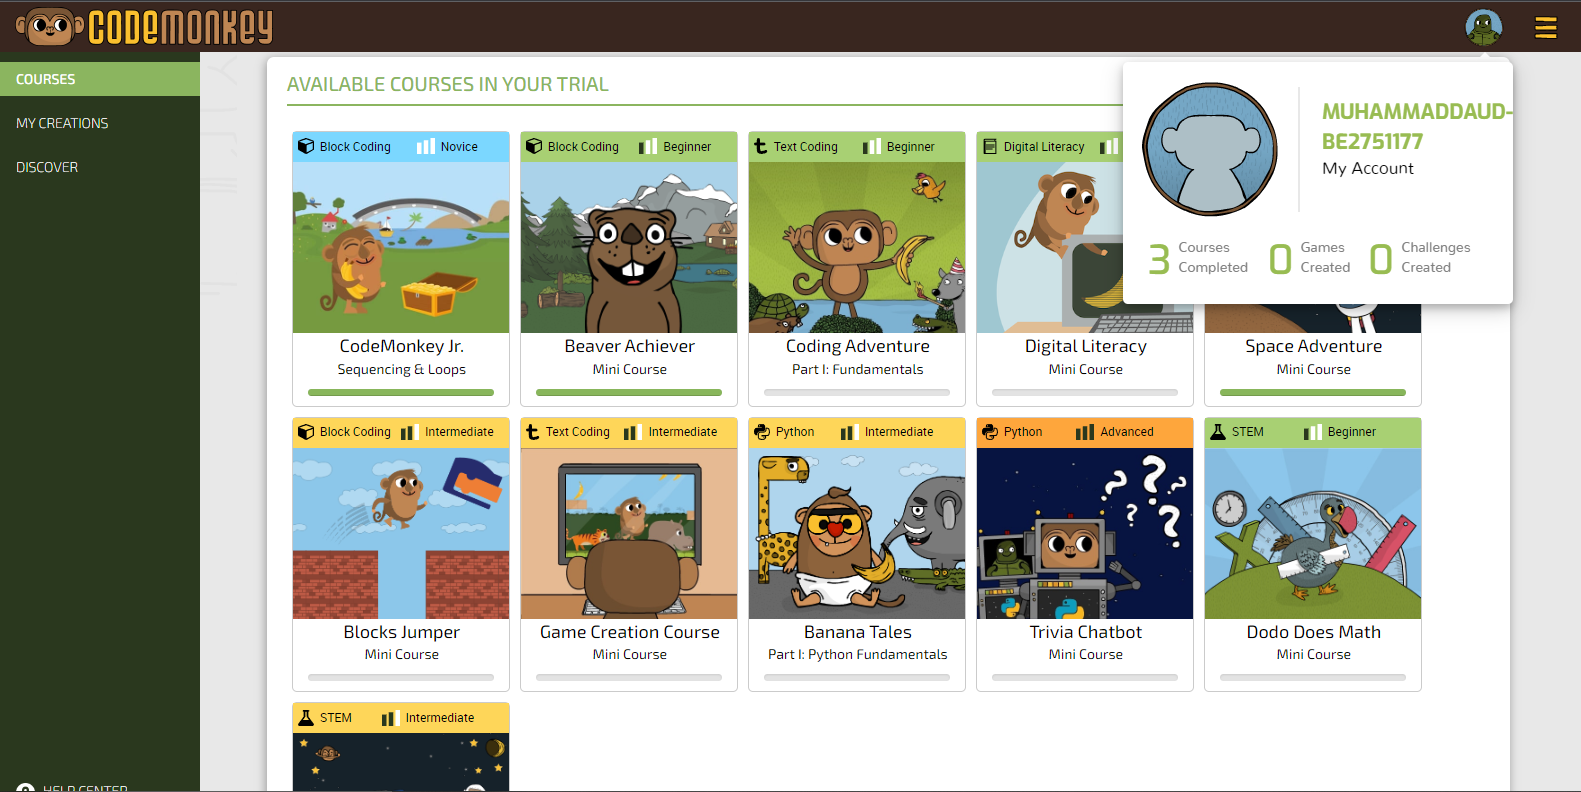 CODEMONKEY
COURSES
MY CREATIONS
DISCOVER
HELP CENTER
AVAILABLE COURSES IN YOUR TRIAL
MUHAMMADDAUD-
BE2751177
My Account
3 Courses Completed
0 Games Created
0 Challenges Created
Block Coding Novice
CodeMonkey Jr.
Sequencing & Loops
Block Coding Beginner
Beaver Achiever
Mini Course
Text Coding Beginner
Coding Adventure
Part I: Fundamentals
Digital Literacy
Digital Literacy
Mini Course
Space Adventure
Mini Course
Block Coding Intermediate
Blocks Jumper
Mini Course
Text Coding Intermediate
Game Creation Course
Mini Course
Python Intermediate
Banana Tales
Part I: Python Fundamentals
Python Advanced
? ? ? ?
Trivia Chatbot
Mini Course
STEM Beginner
Dodo Does Math
Mini Course
STEM Intermediate